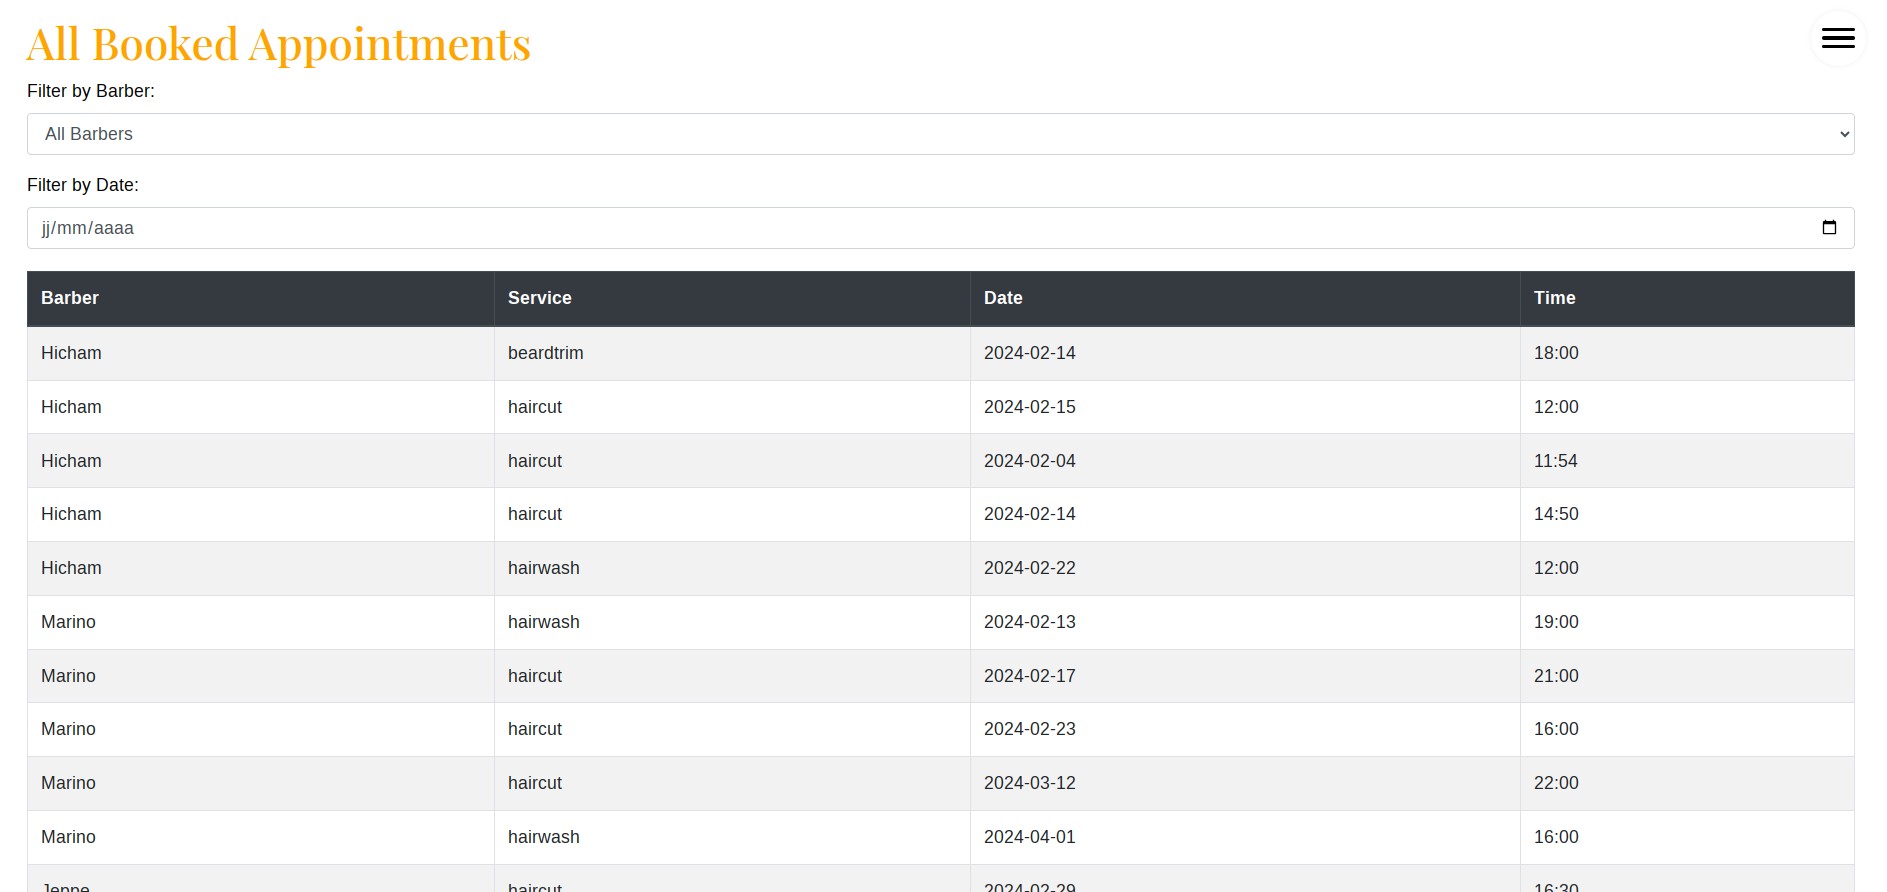 All Booked Appointments
Filter by Barber:
All Barbers
Filter by Date:
jj/mm/aaaa
Barber Service Date Time
Hicham beardtrim 2024-02-14 18:00
Hicham haircut 2024-02-15 12:00
Hicham haircut 2024-02-04 11:54
Hicham haircut 2024-02-14 14:50
Hicham hairwash 2024-02-22 12:00
Marino hairwash 2024-02-13 19:00
Marino haircut 2024-02-17 21:00
Marino haircut 2024-02-23 16:00
Marino haircut 2024-03-12 22:00
Marino hairwash 2024-04-01 16:00
Jeppe haircut 2024-02-29 16:30